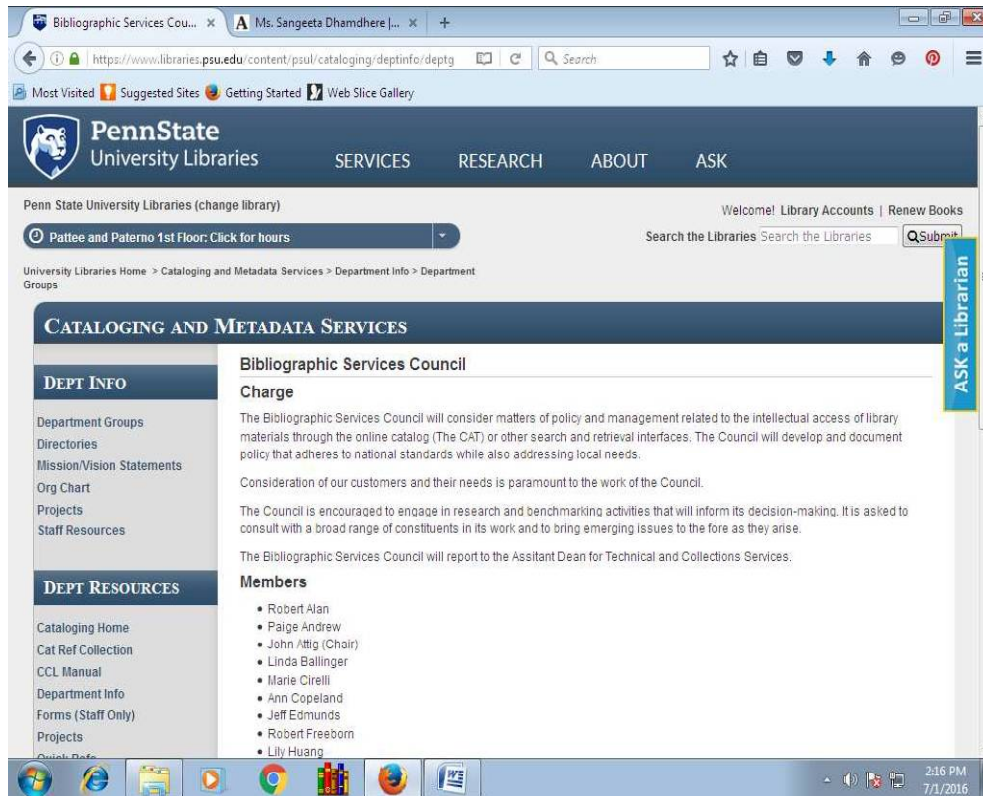 Bibliographic Services Cou... × A Ms. Sangeeta Dhamdhere |... × +
https://www.libraries.psu.edu/content/psul/cataloging/deptinfo/deptg Search
Most Visited Suggested Sites Getting Started Web Slice Gallery
PennState
University Libraries SERVICES RESEARCH ABOUT ASK
Penn State University Libraries (change library)
Welcome! Library Accounts | Renew Books
Pattee and Paterno 1st Floor: Click for hours
Search the Libraries Search the Libraries Submit
University Libraries Home > Cataloging and Metadata Services > Department Info > Department
Groups
ASK a Librarian
CATALOGING AND METADATA SERVICES
DEPT INFO
Department Groups
Directories
Mission/Vision Statements
Org Chart
Projects
Staff Resources
DEPT RESOURCES
Cataloging Home
Cat Ref Collection
CCL Manual
Department Info
Forms (Staff Only)
Projects
Bibliographic Services Council
Charge
The Bibliographic Services Council will consider matters of policy and management related to the intellectual access of library
materials through the online catalog (The CAT) or other search and retrieval interfaces. The Council will develop and document
policy that adheres to national standards while also addressing local needs.
Consideration of our customers and their needs is paramount to the work of the Council.
The Council is encouraged to engage in research and benchmarking activities that will inform its decision-making. It is asked to
consult with a broad range of constituents in its work and to bring emerging issues to the fore as they arise.
The Bibliographic Services Council will report to the Assitant Dean for Technical and Collections Services.
Members
• Robert Alan
• Paige Andrew
• John Attig (Chair)
• Linda Ballinger
• Marie Cirelli
• Ann Copeland
• Jeff Edmunds
• Robert Freeborn
• Lily Huang
2:16 PM
7/1/2016